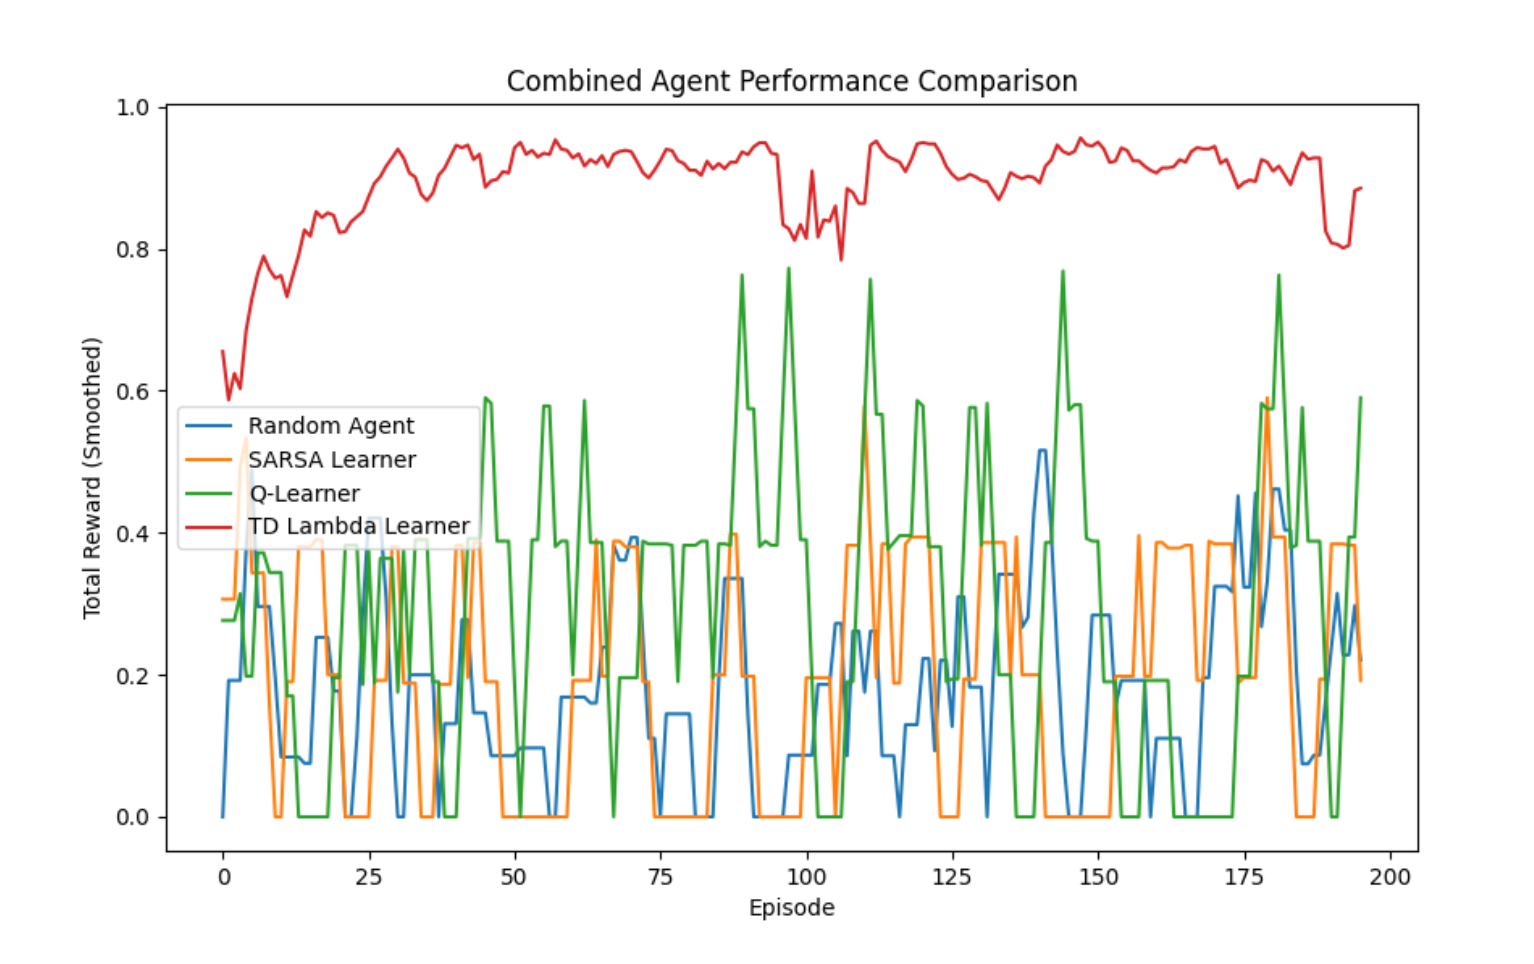 Combined Agent Performance Comparison
Total Reward (Smoothed)
1.0
0.8
0.6
0.4
0.2
0.0
Random Agent
SARSA Learner
Q-Learner
TD Lambda Learner
0 25 50 75 100 125 150 175 200
Episode